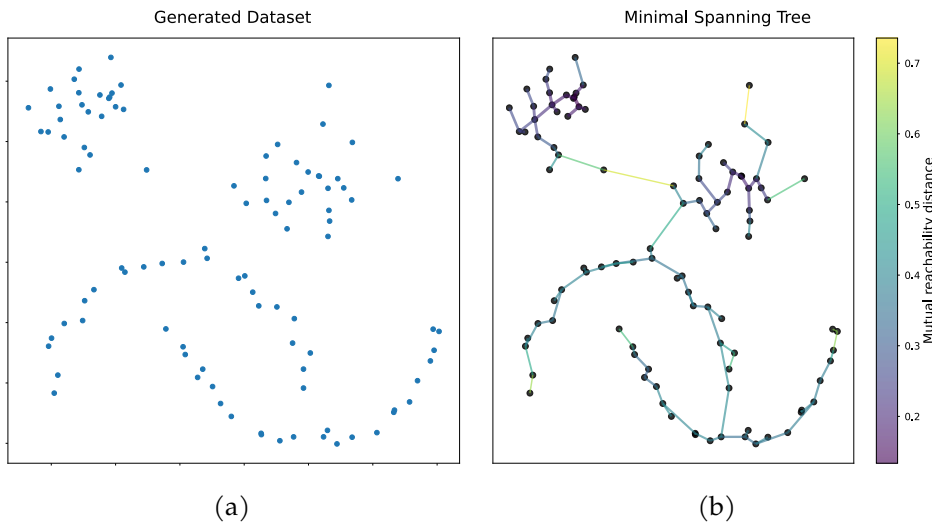 Generated Dataset
Minimal Spanning Tree
0.7
0.6
0.5
0.4
0.3
0.2
Mutual reachability distance
(a)
(b)